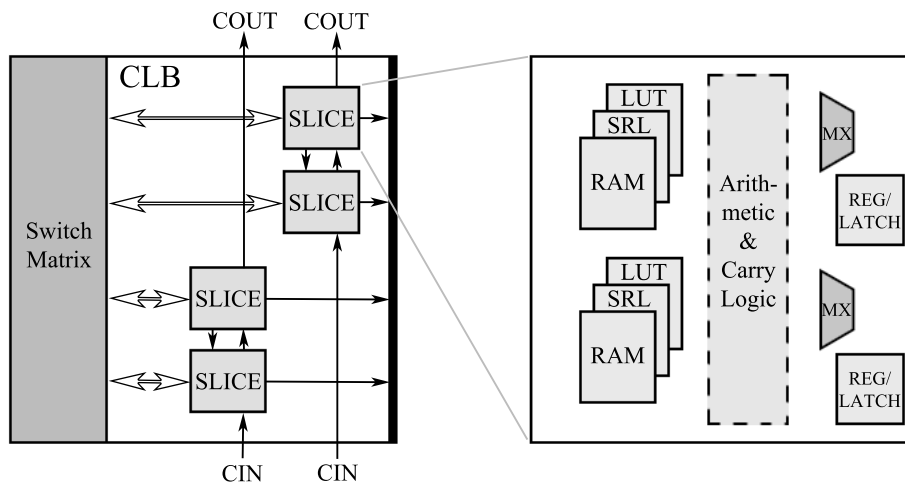 COUT COUT
CLB
SLICE
SLICE
Switch
Matrix
SLICE
SLICE
CIN CIN
LUT
SRL
RAM
LUT
SRL
RAM
Arith-
metic
&
Carry
Logic
MX
REG/
LATCH
MX
REG/
LATCH